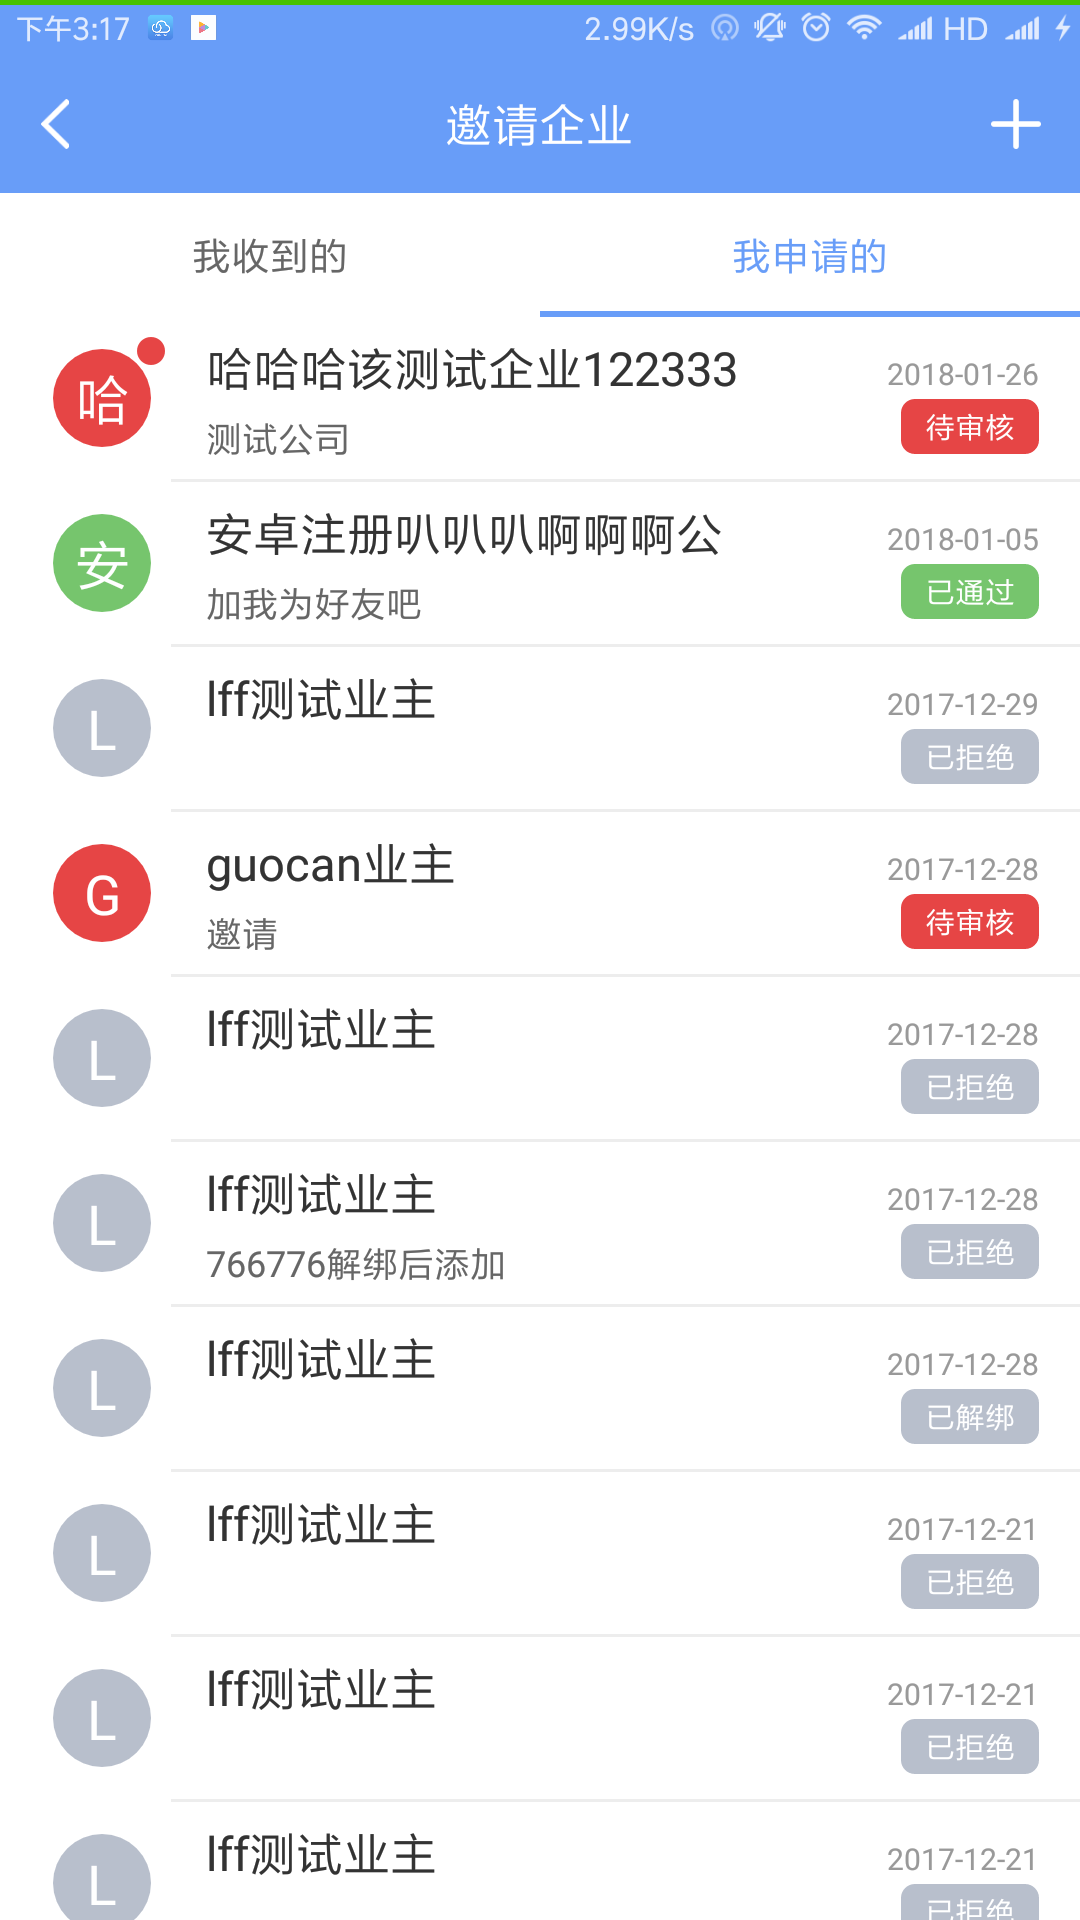 下午3:17 2.99K/s HD
邀请企业
我收到的 我申请的
哈 哈哈哈该测试企业122333 2018-01-26
测试公司 待审核
安 安卓注册叭叭叭啊啊啊公 2018-01-05
加我为好友吧 已通过
L lff测试业主 2017-12-29
已拒绝
G guocan业主 2017-12-28
邀请 待审核
L lff测试业主 2017-12-28
已拒绝
L lff测试业主 2017-12-28
766776解绑后添加 已拒绝
L lff测试业主 2017-12-28
已解绑
L lff测试业主 2017-12-21
已拒绝
L lff测试业主 2017-12-21
已拒绝
L lff测试业主 2017-12-21
已拒绝